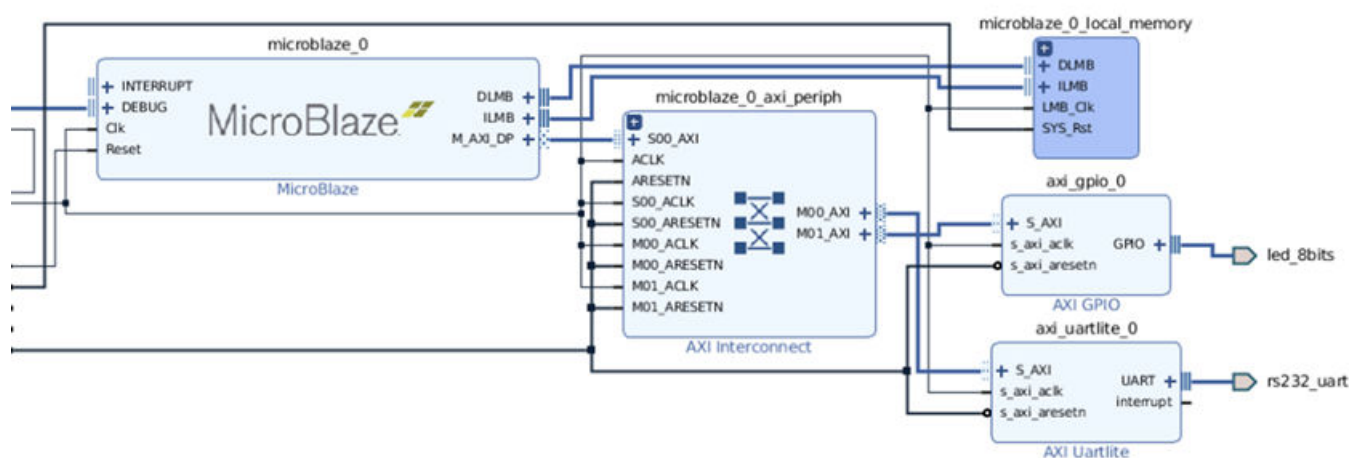 microblaze_0
INTERRUPT
DEBUG
Clk
Reset
MicroBlaze
DLMB
ILMB
M_AXI_DP
MicroBlaze
microblaze_0_axi_periph
S00_AXI
ACLK
ARESETN
S00_ACLK
S00_ARESETN
M00_ACLK
M00_ARESETN
M01_ACLK
M01_ARESETN
M00_AXI
M01_AXI
AXI Interconnect
microblaze_0_local_memory
DLMB
ILMB
LMB_Clk
SYS_Rst
axi_gpio_0
S_AXI
s_axi_aclk
s_axi_aresetn
GPIO
AXI GPIO
led_8bits
axi_uartlite_0
S_AXI
s_axi_aclk
s_axi_aresetn
UART
interrupt
AXI Uartlite
rs232_uart